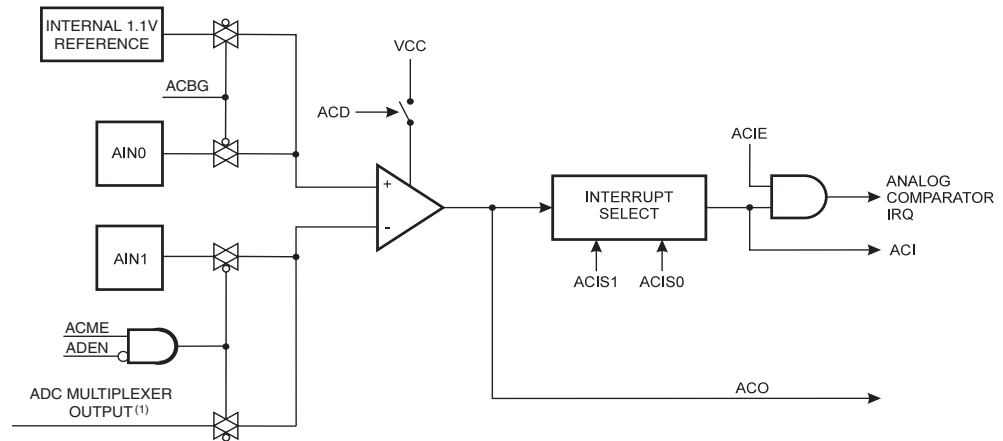 INTERNAL 1.1V
REFERENCE
ACBG
AIN0
VCC
ACD
+
-
AIN1
ACME
ADEN
ADC MULTIPLEXER
OUTPUT(1)
INTERRUPT
SELECT
ACIS1
ACIS0
ACIE
ANALOG
COMPARATOR
IRQ
ACI
ACO